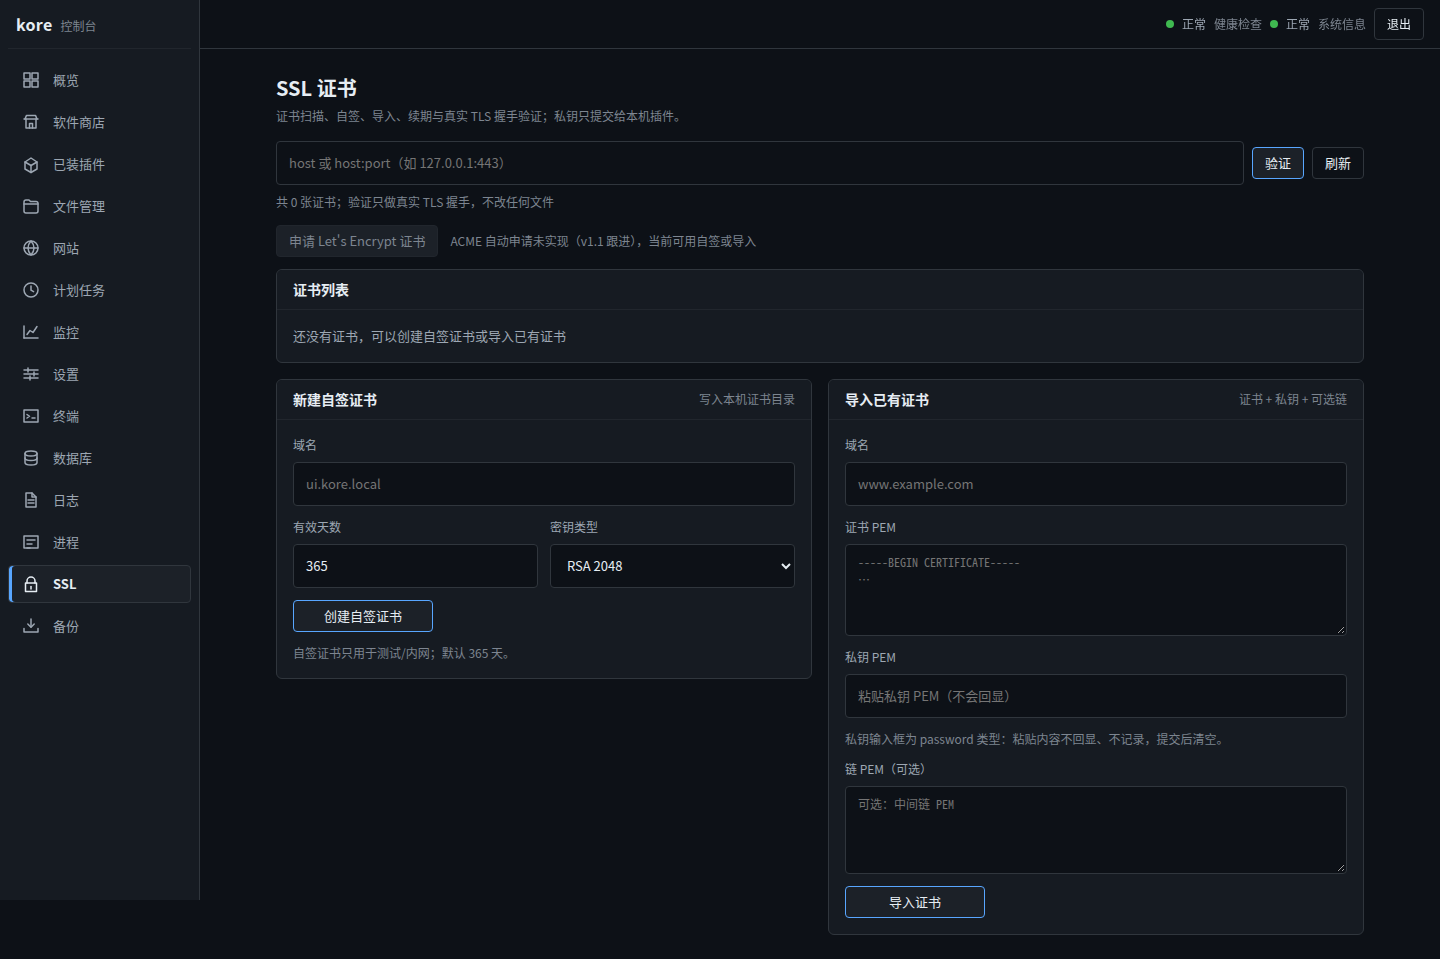 kore 控制台
正常 健康检查 正常 系统信息 退出
概览
软件商店
已装插件
文件管理
网站
计划任务
监控
设置
终端
数据库
日志
进程
SSL
备份
SSL 证书
证书扫描、自签、导入、续期与真实 TLS 握手验证；私钥只提交给本机插件。
host 或 host:port（如 127.0.0.1:443）
验证 刷新
共 0 张证书；验证只做真实 TLS 握手，不改任何文件
申请 Let's Encrypt 证书 ACME 自动申请未实现（v1.1 跟进），当前可用自签或导入
证书列表
还没有证书，可以创建自签证书或导入已有证书
新建自签证书 写入本机证书目录
域名
ui.kore.local
有效天数 密钥类型
365 RSA 2048
创建自签证书
自签证书只用于测试/内网；默认 365 天。
导入已有证书 证书 + 私钥 + 可选链
域名
www.example.com
证书 PEM
-----BEGIN CERTIFICATE-----
…
私钥 PEM
粘贴私钥 PEM（不会回显）
私钥输入框为 password 类型：粘贴内容不回显、不记录，提交后清空。
链 PEM（可选）
可选：中间链 PEM
导入证书